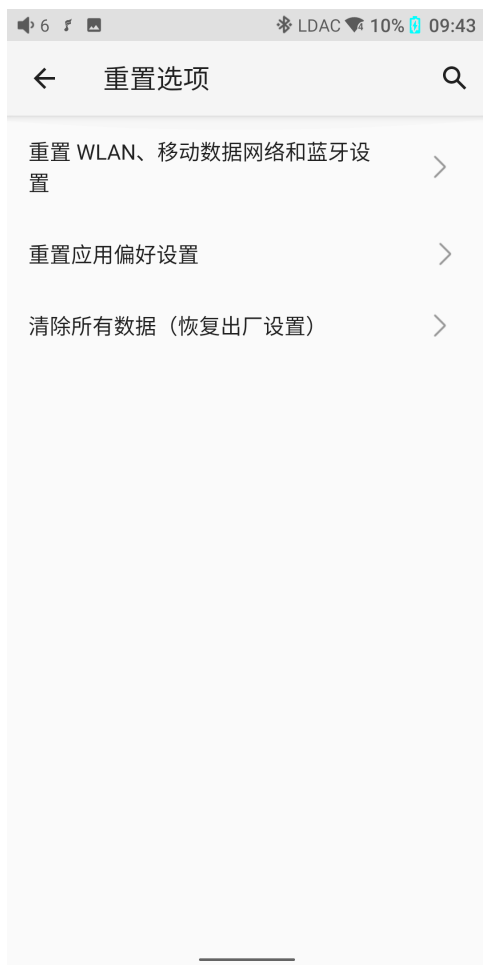 6 LDAC 10% 09:43
重置选项
重置 WLAN、移动数据网络和蓝牙设
置
重置应用偏好设置
清除所有数据（恢复出厂设置）